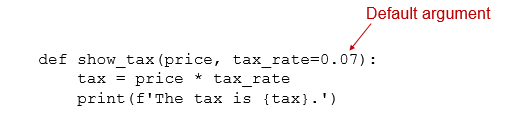 Default argument
def show_tax(price, tax_rate=0.07):
    tax = price * tax_rate
    print(f'The tax is {tax}.')